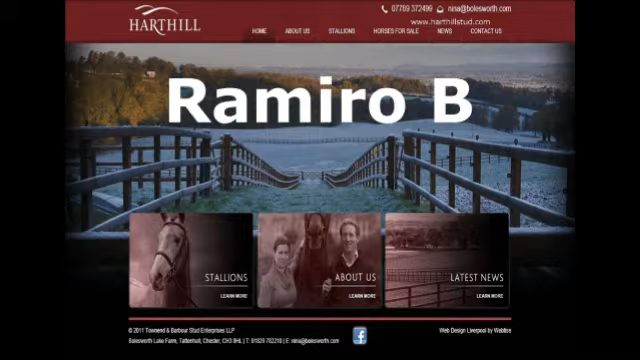 HARTHILL
07789 372499 nina@bolesworth.com
www.harthillstud.com
HOME ABOUT US STALLIONS HORSES FOR SALE NEWS CONTACT US
Ramiro B
STALLIONS
LEARN MORE
ABOUT US
LEARN MORE
LATEST NEWS
LEARN MORE
© 2011 Townend & Barbour Stud Enterprises LLP
Web Design Liverpool by Webfise
Bolesworth Lake Farm, Tattenhall, Chester, CH3 9HL | T: 01829 782218 | E: nina@bolesworth.com